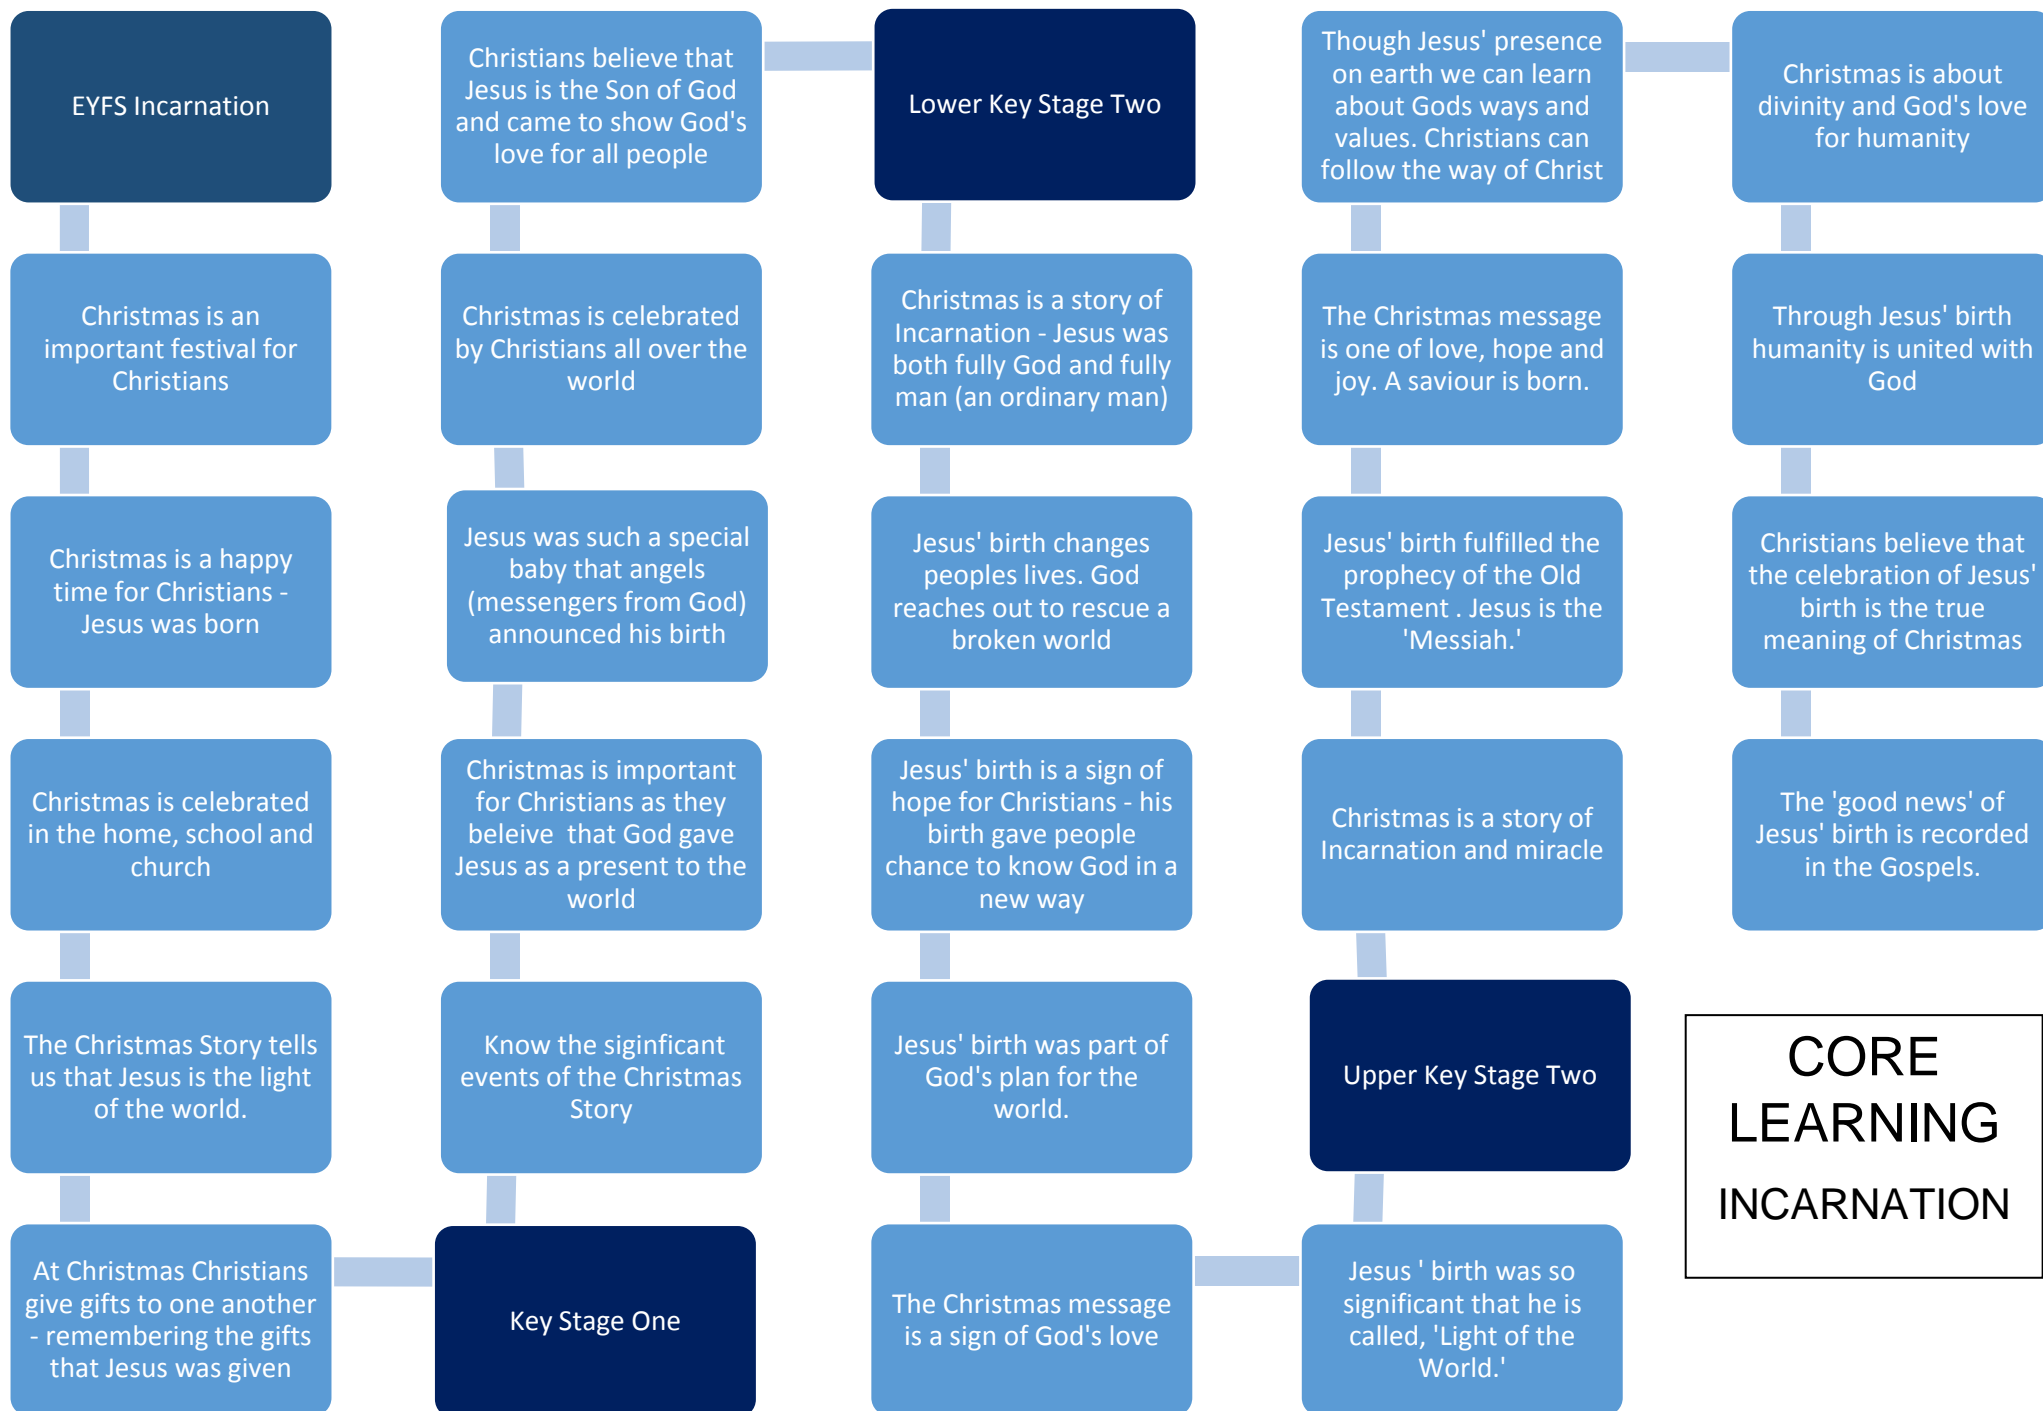 EYFS Incarnation
Christmas is an
important festival for
Christians
Christmas is a happy
time for Christians -
Jesus was born
Christmas is celebrated
in the home, school and
church
The Christmas Story tells
us that Jesus is the light
of the world.
At Christmas Christians
give gifts to one another
- remembering the gifts
that Jesus was given
Key Stage One
Know the siginficant
events of the Christmas
Story
Christmas is important
for Christians as they
beleive  that God gave
Jesus as a present to the
world
Jesus was such a special
baby that angels
(messengers from God)
announced his birth
Christmas is celebrated
by Christians all over the
world
Christians believe that
Jesus is the Son of God
and came to show God's
love for all people
Lower Key Stage Two
Christmas is a story of
Incarnation - Jesus was
both fully God and fully
man (an ordinary man)
Jesus' birth changes
peoples lives. God
reaches out to rescue a
broken world
Jesus' birth is a sign of
hope for Christians - his
birth gave people
chance to know God in a
new way
Jesus' birth was part of
God's plan for the
world.
The Christmas message
is a sign of God's love
Jesus ' birth was so
significant that he is
called, 'Light of the
World.'
Upper Key Stage Two
Christmas is a story of
Incarnation and miracle
Jesus' birth fulfilled the
prophecy of the Old
Testament . Jesus is the
'Messiah.'
The Christmas message
is one of love, hope and
joy. A saviour is born.
Though Jesus' presence
on earth we can learn
about Gods ways and
values. Christians can
follow the way of Christ
Christmas is about
divinity and God's love
for humanity
Through Jesus' birth
humanity is united with
God
Christians believe that
the celebration of Jesus'
birth is the true
meaning of Christmas
The 'good news' of
Jesus' birth is recorded
in the Gospels.
CORE
LEARNING
INCARNATION